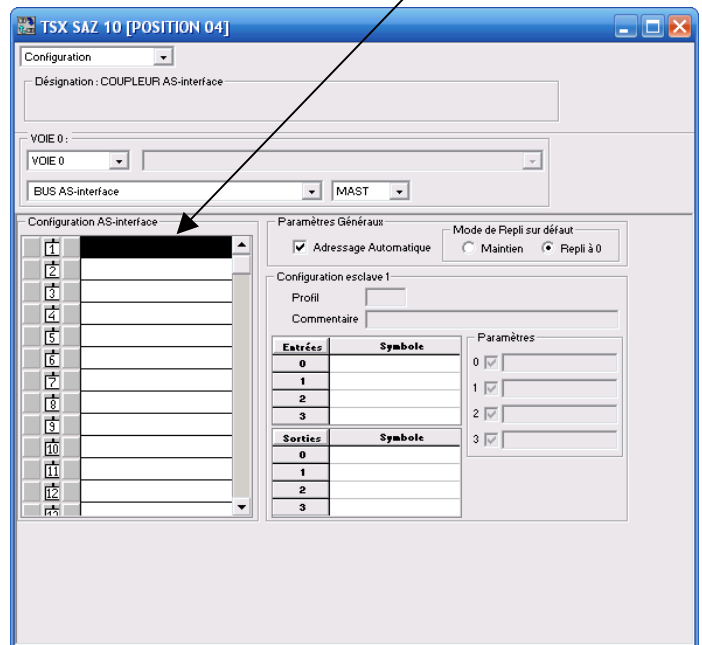 TSX SAZ 10 [POSITION 04]
Configuration
Désignation : COUPLEUR AS-interface
VOIE 0 :
VOIE 0
BUS AS-interface MAST
Configuration AS-interface
1
2
3
4
5
6
7
8
9
10
11
12
13
Paramètres Généraux
Adressage Automatique
Mode de Repli sur défaut
Maintien Repli à 0
Configuration esclave 1
Profil
Commentaire
Entrées Symbole
0
1
2
3
Sorties Symbole
0
1
2
3
Paramètres
0
1
2
3